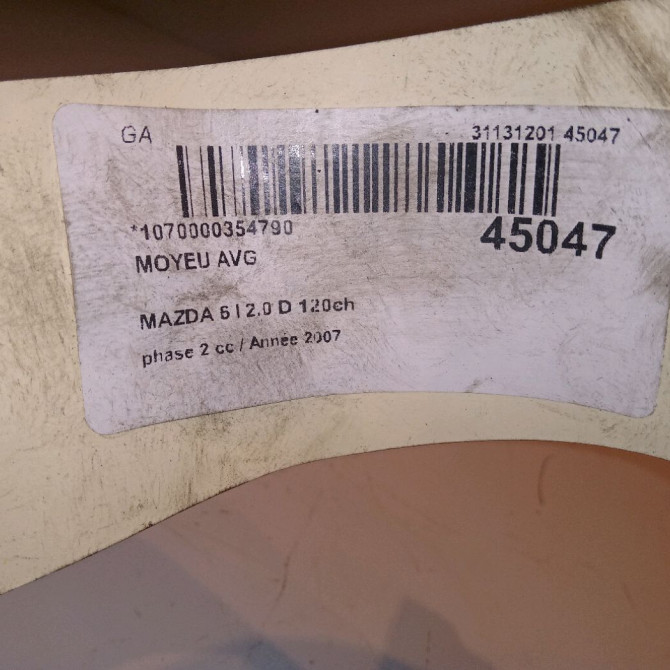 GA 31131201 45047
*1070000354790 45047
MOYEU AVG
MAZDA 6 I 2.0 D 120ch
phase 2 cc / Année 2007